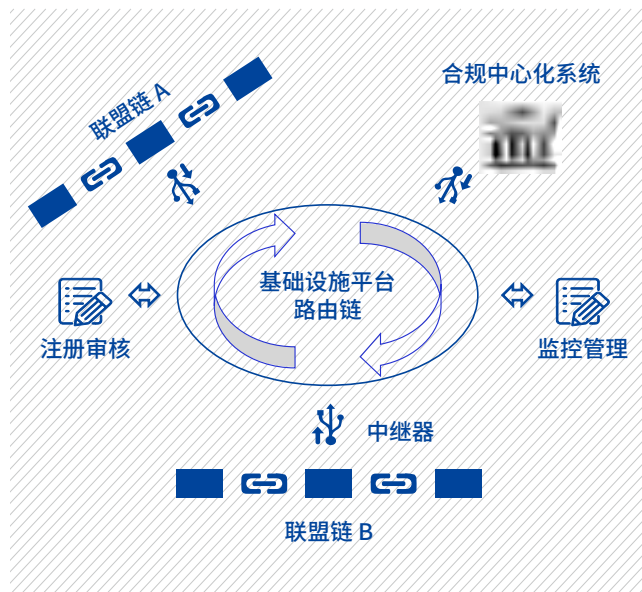 联盟链 A
合规中心化系统
基础设施平台
路由链
注册审核
监控管理
中继器
联盟链 B